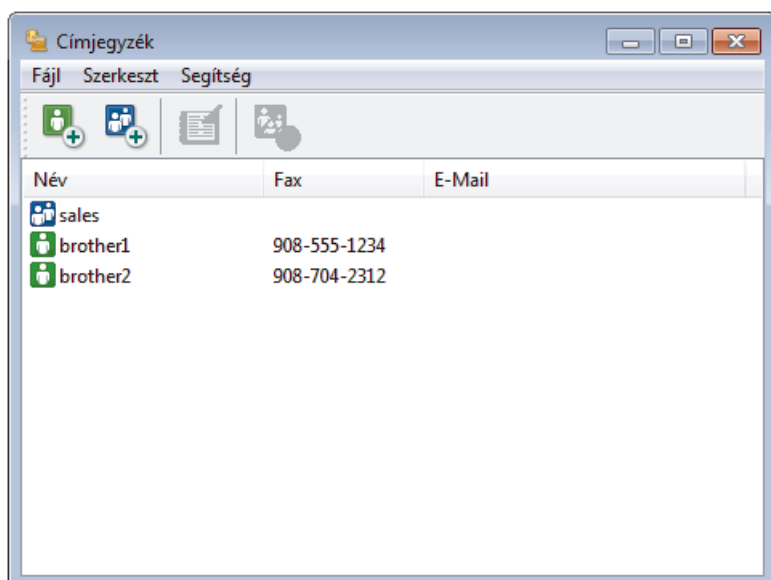 Címjegyzék
Fájl Szerkeszt Segítség
Név Fax E-Mail
sales
brother1 908-555-1234
brother2 908-704-2312